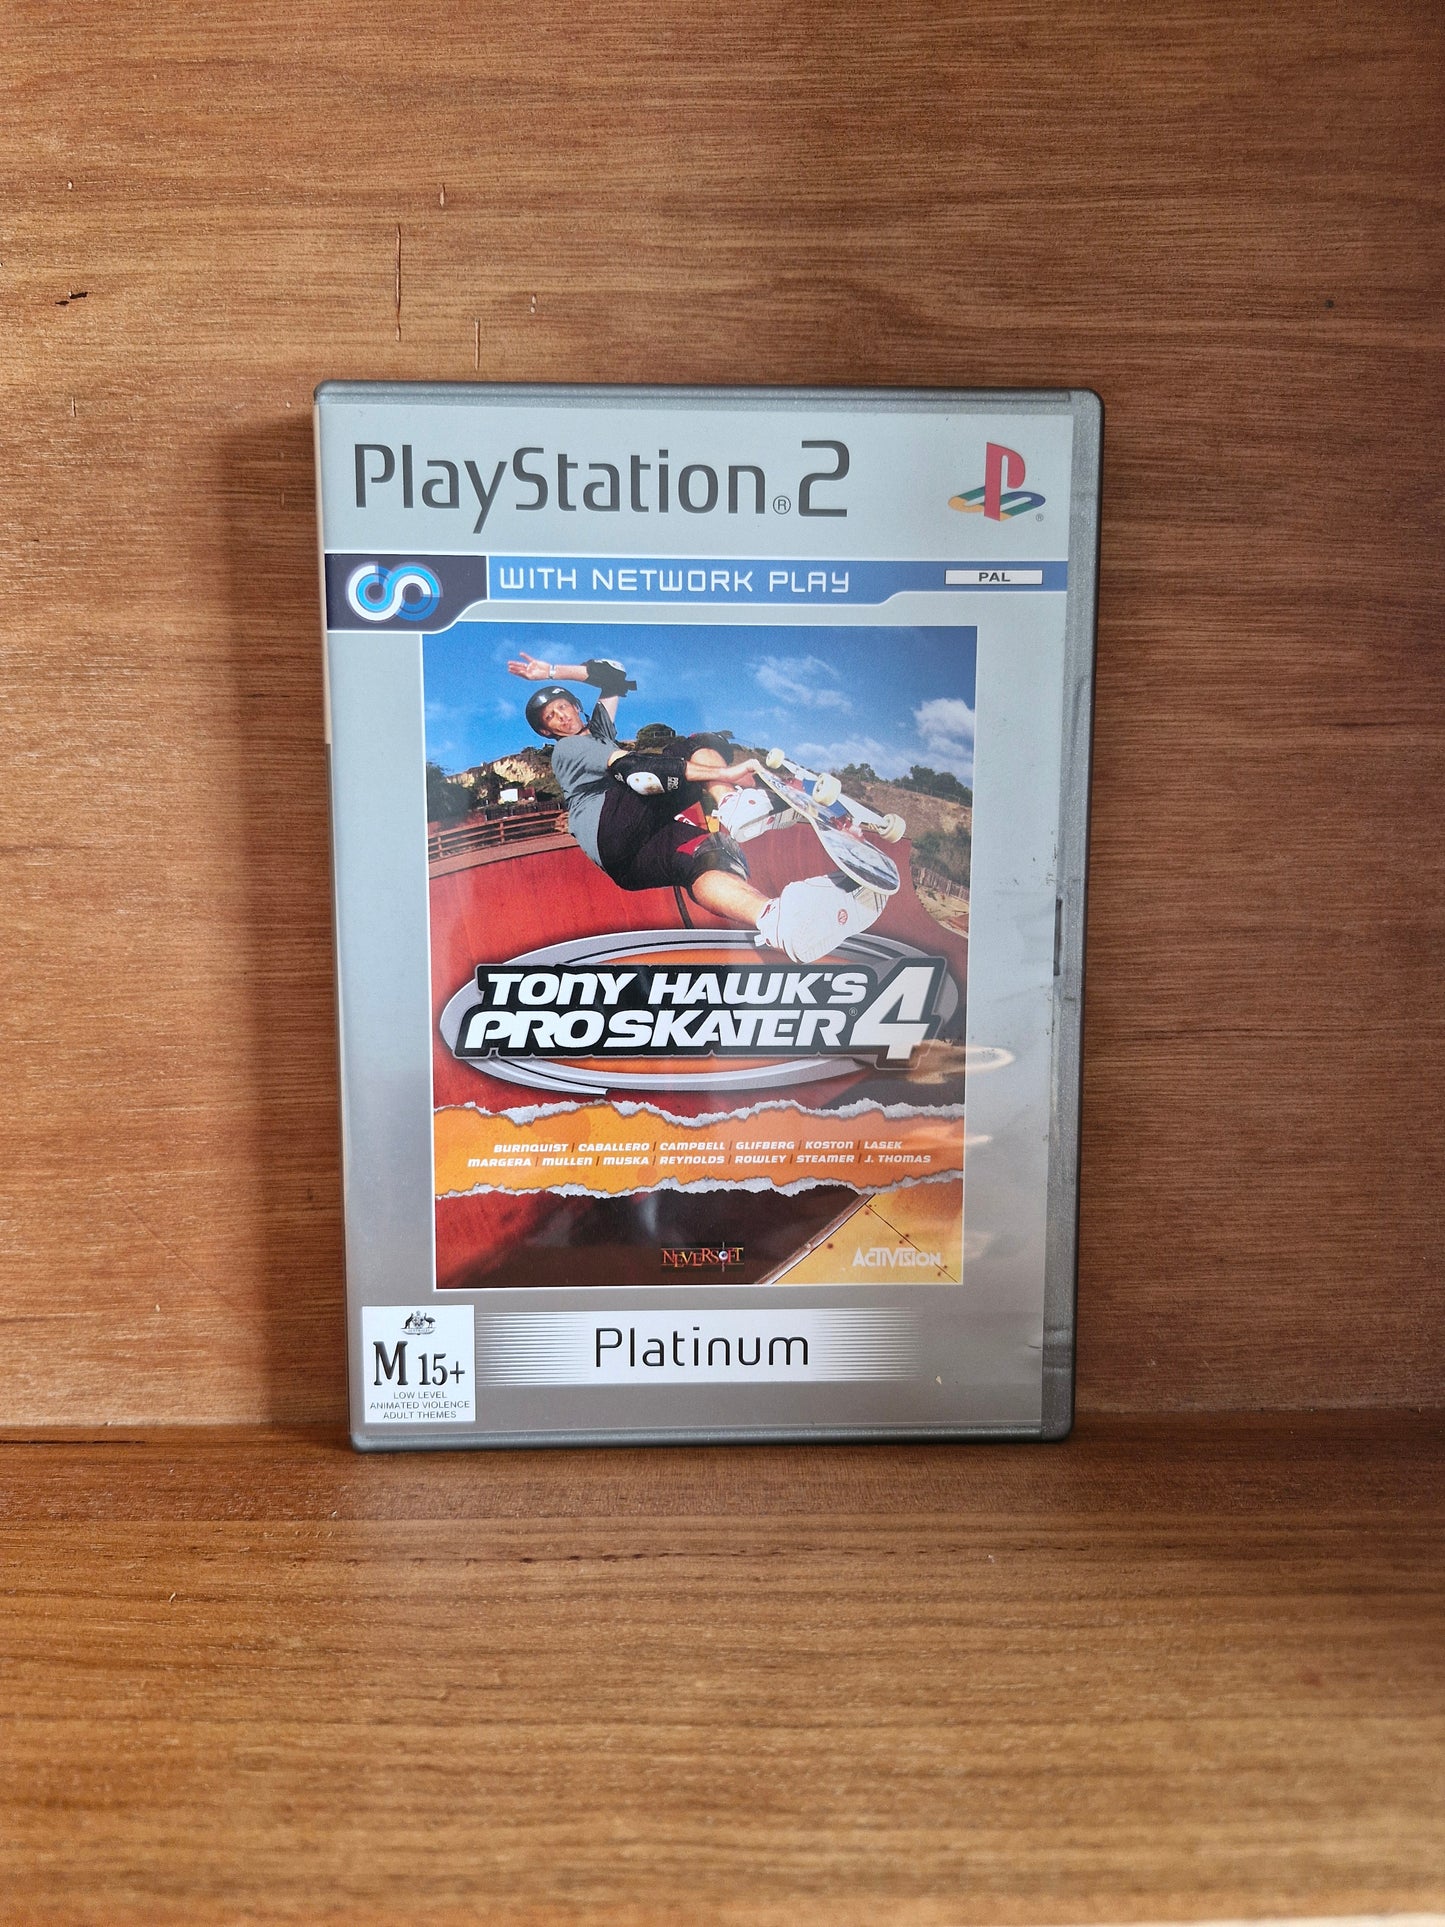 PlayStation®2
WITH NETWORK PLAY
PAL
TONY HAWK'S
PRO SKATER® 4
BURNQUIST | CABALLERO | CAMPBELL | GLIFBERG | KOSTON | LASEK
MARGERA | MULLEN | MUSKA | REYNOLDS | ROWLEY | STEAMER | J. THOMAS
NEVERSOFT
ACTIVISION
Platinum
M 15+
LOW LEVEL
ANIMATED VIOLENCE
ADULT THEMES